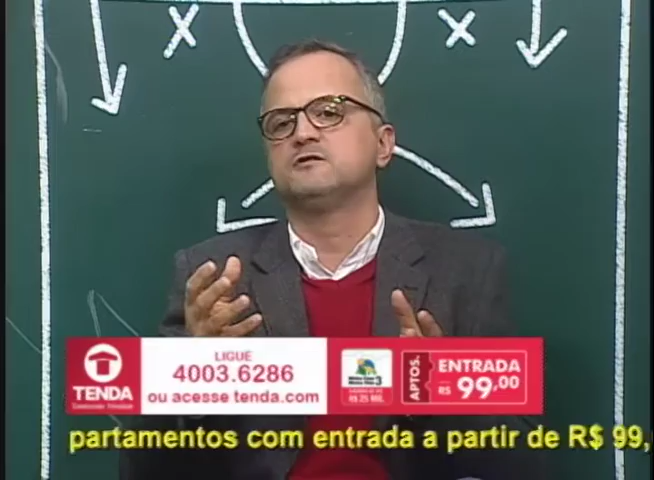 TENDA
LIGUE
4003.6286
ou acesse tenda.com
APTOS.
ENTRADA
R$ 99,00
partamentos com entrada a partir de R$ 99,